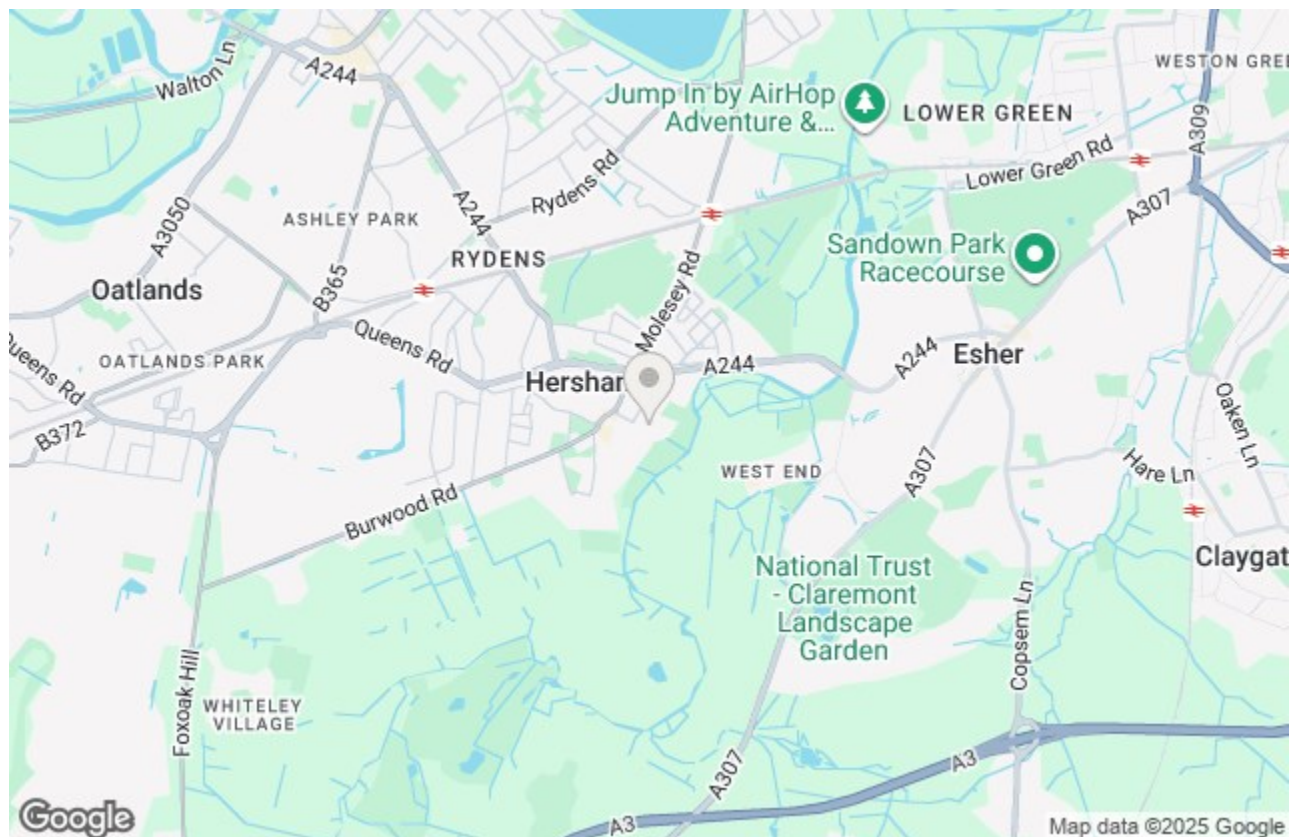 A244
Walton Ln
WESTON GREE
Jump In by AirHop
Adventure &...
LOWER GREEN
A309
Lower Green Rd
Rydens Rd
A244
ASHLEY PARK
A3050
A307
RYDENS
Sandown Park
Racecourse
Molesey Rd
Oatlands
B365
Queens Rd
OATLANDS PARK
Queens Rd
A244
A244
Esher
Hersha
Oaken Ln
B372
WEST END
A307
Hare Ln
Burwood Rd
National Trust
- Claremont
Landscape
Garden
Claygat
Copsem Ln
Foxoak Hill
WHITELEY
VILLAGE
A307
A3
A3
Google
Map data ©2025 Google